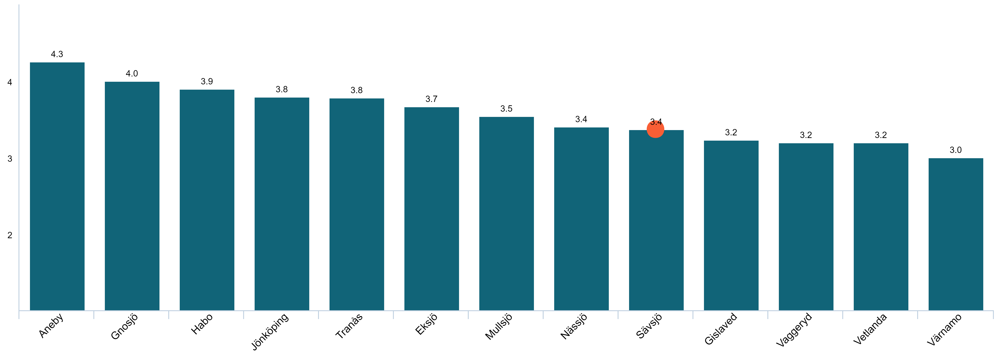 4.3
4.0
3.9
3.8
3.8
3.7
3.5
3.4
3.4
3.2
3.2
3.2
3.0
4
3
2
Aneby
Gnosjö
Habo
Jönköping
Tranås
Eksjö
Mullsjö
Nässjö
Sävsjö
Gislaved
Vaggeryd
Vetlanda
Värnamo